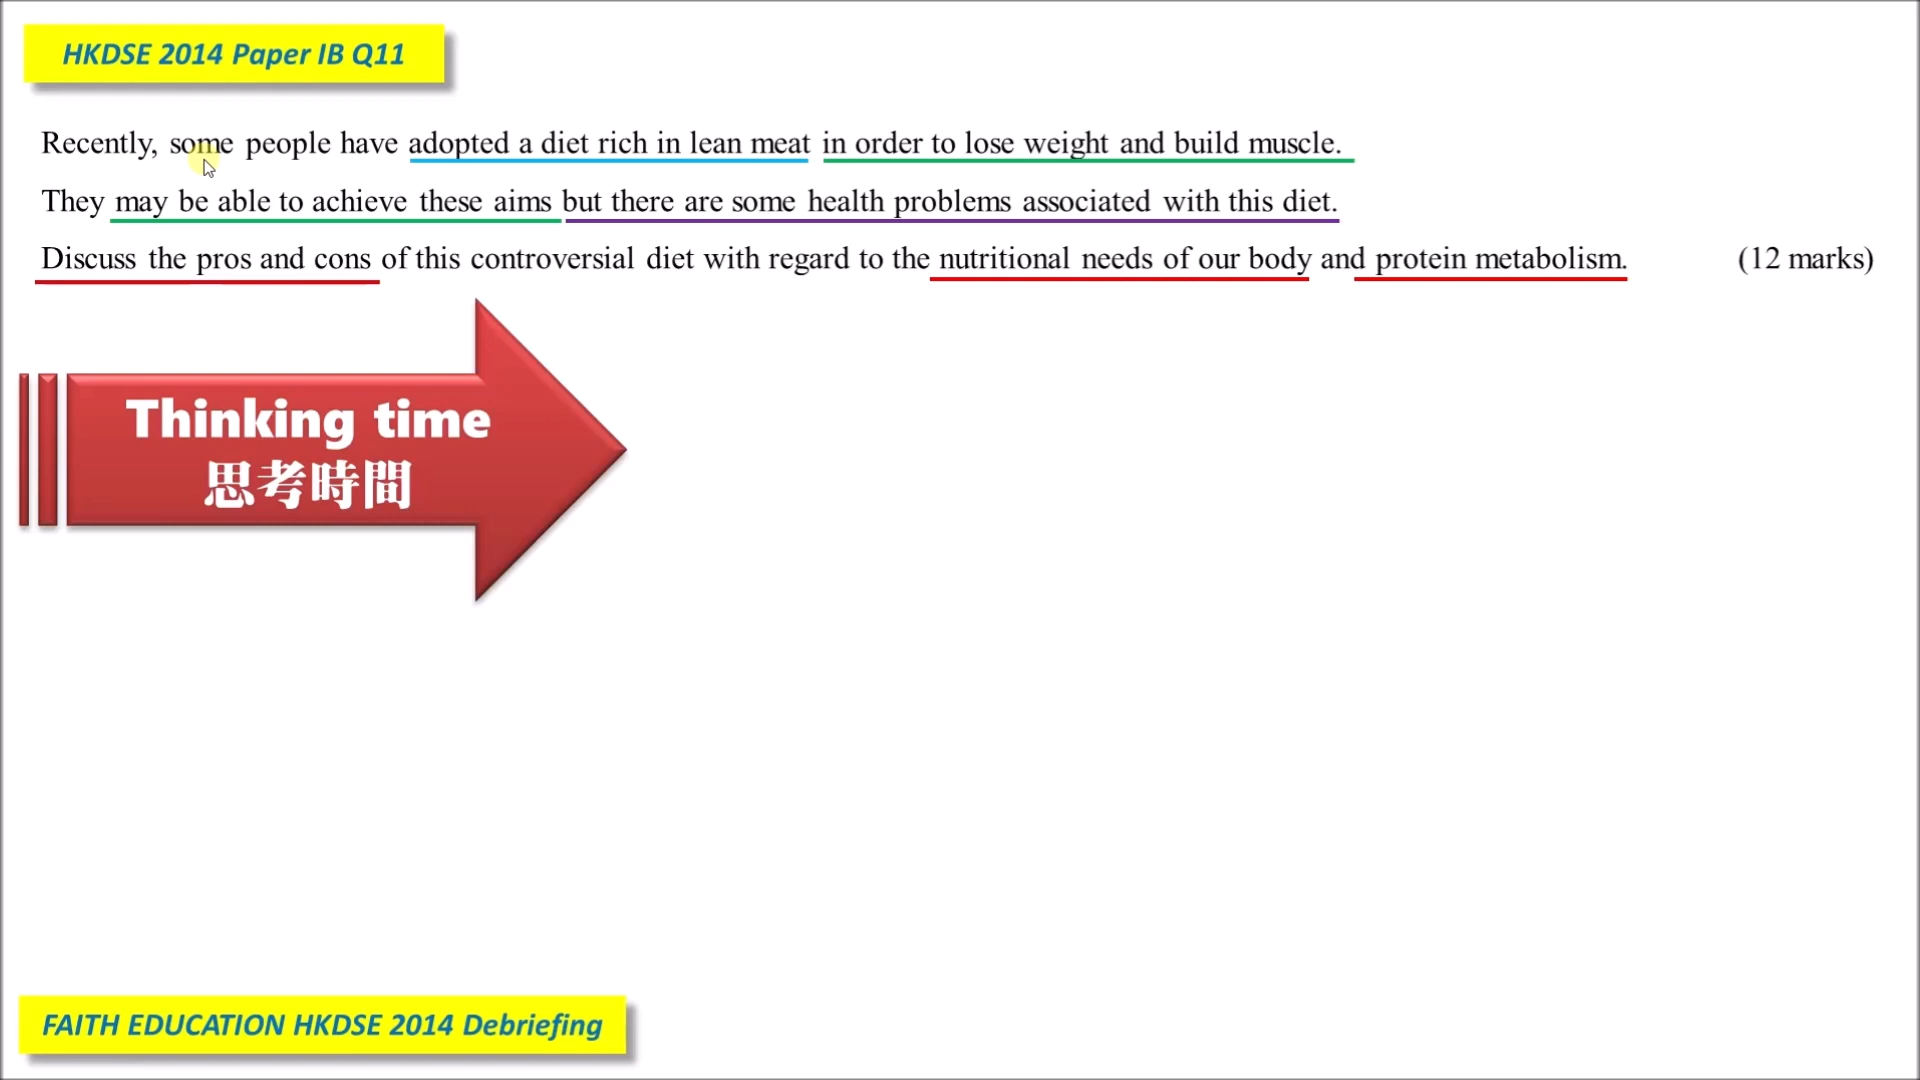 HKDSE 2014 Paper IB Q11
Recently, some people have adopted a diet rich in lean meat in order to lose weight and build muscle.
They may be able to achieve these aims but there are some health problems associated with this diet.
Discuss the pros and cons of this controversial diet with regard to the nutritional needs of our body and protein metabolism. (12 marks)
Thinking time
思考時間
FAITH EDUCATION HKDSE 2014 Debriefing